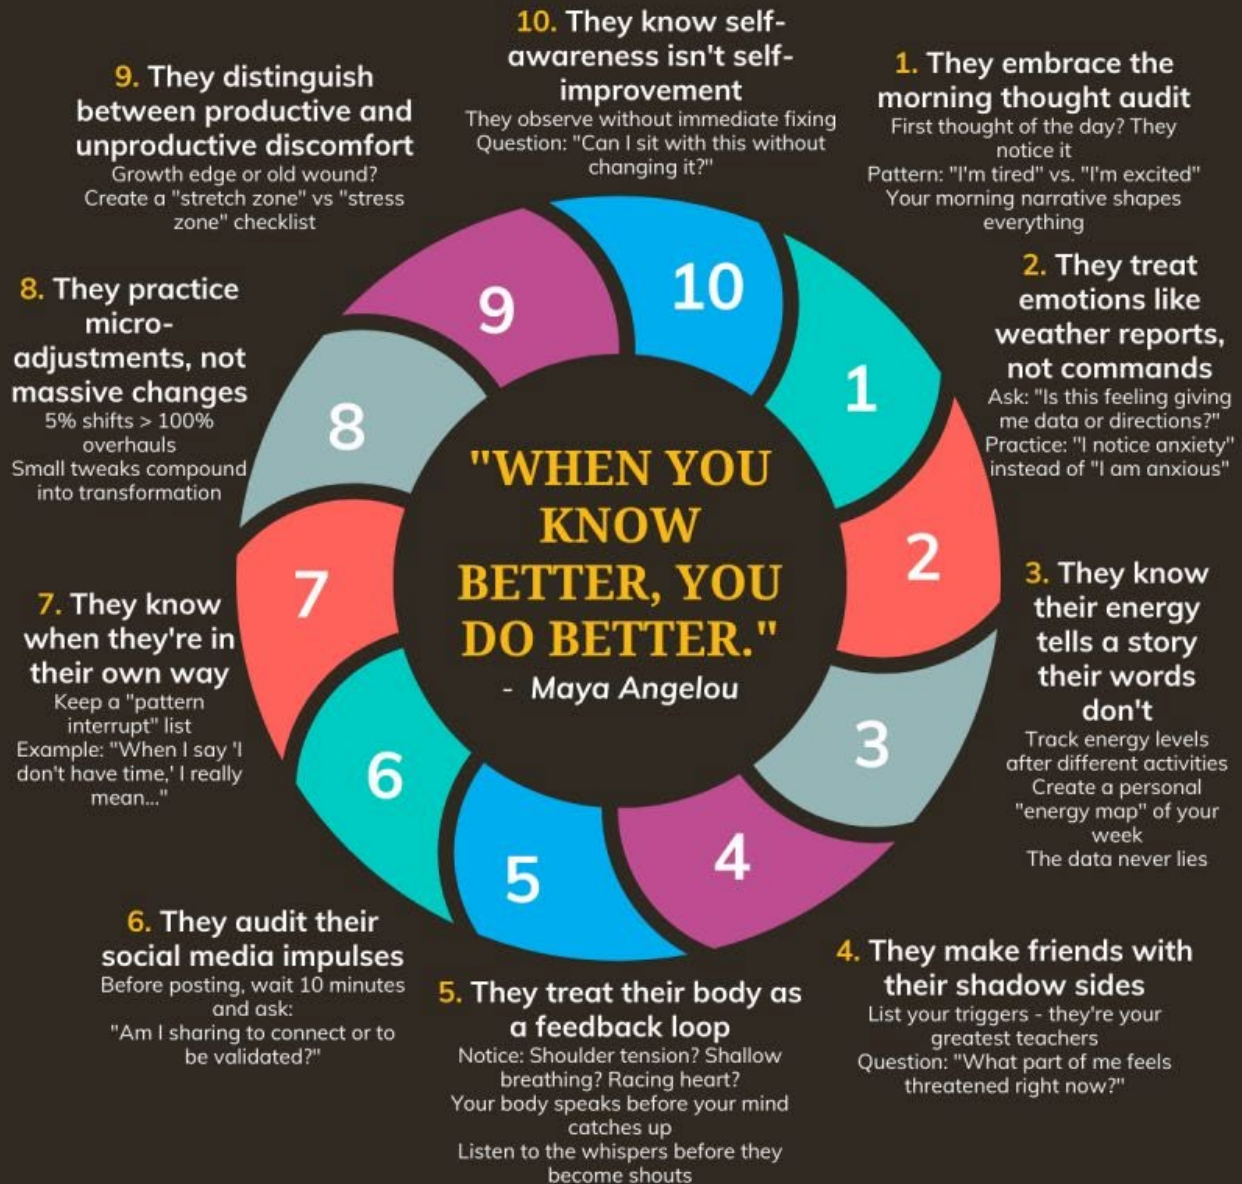 10. They know self-
awareness isn't self-
improvement
They observe without immediate fixing
Question: "Can I sit with this without
changing it?"
1. They embrace the
morning thought audit
First thought of the day? They
notice it
Pattern: "I'm tired" vs. "I'm excited"
Your morning narrative shapes
everything
2. They treat
emotions like
weather reports,
not commands
Ask: "Is this feeling giving
me data or directions?"
Practice: "I notice anxiety"
instead of "I am anxious"
3. They know
their energy
tells a story
their words
don't
Track energy levels
after different activities
Create a personal
"energy map" of your
week
The data never lies
4. They make friends with
their shadow sides
List your triggers - they're your
greatest teachers
Question: "What part of me feels
threatened right now?"
5. They treat their body as
a feedback loop
Notice: Shoulder tension? Shallow
breathing? Racing heart?
Your body speaks before your mind
catches up
Listen to the whispers before they
become shouts
6. They audit their
social media impulses
Before posting, wait 10 minutes
and ask:
"Am I sharing to connect or to
be validated?"
7. They know
when they're in
their own way
Keep a "pattern
interrupt" list
Example: "When I say 'I
don't have time,' I really
mean..."
8. They practice
micro-
adjustments, not
massive changes
5% shifts > 100%
overhauls
Small tweaks compound
into transformation
9. They distinguish
between productive and
unproductive discomfort
Growth edge or old wound?
Create a "stretch zone" vs "stress
zone" checklist
10
1
2
3
4
5
6
7
8
9
"WHEN YOU
KNOW
BETTER, YOU
DO BETTER."
- Maya Angelou